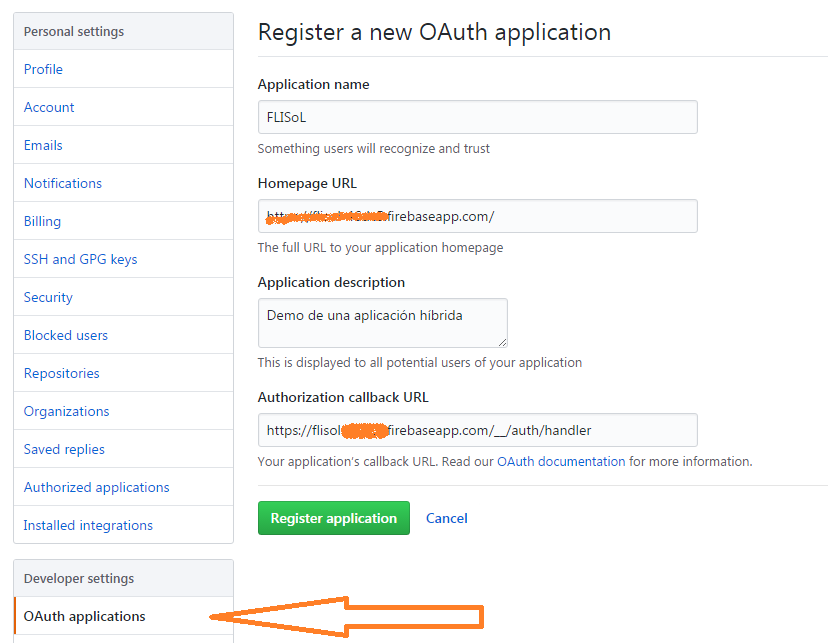 Personal settings
Profile
Account
Emails
Notifications
Billing
SSH and GPG keys
Security
Blocked users
Repositories
Organizations
Saved replies
Authorized applications
Installed integrations
Developer settings
OAuth applications
Register a new OAuth application
Application name
FLISoL
Something users will recognize and trust
Homepage URL
firebaseapp.com/
The full URL to your application homepage
Application description
Demo de una aplicación híbrida
This is displayed to all potential users of your application
Authorization callback URL
https://flisol firebaseapp.com/__/auth/handler
Your application's callback URL. Read our OAuth documentation for more information.
Register application Cancel